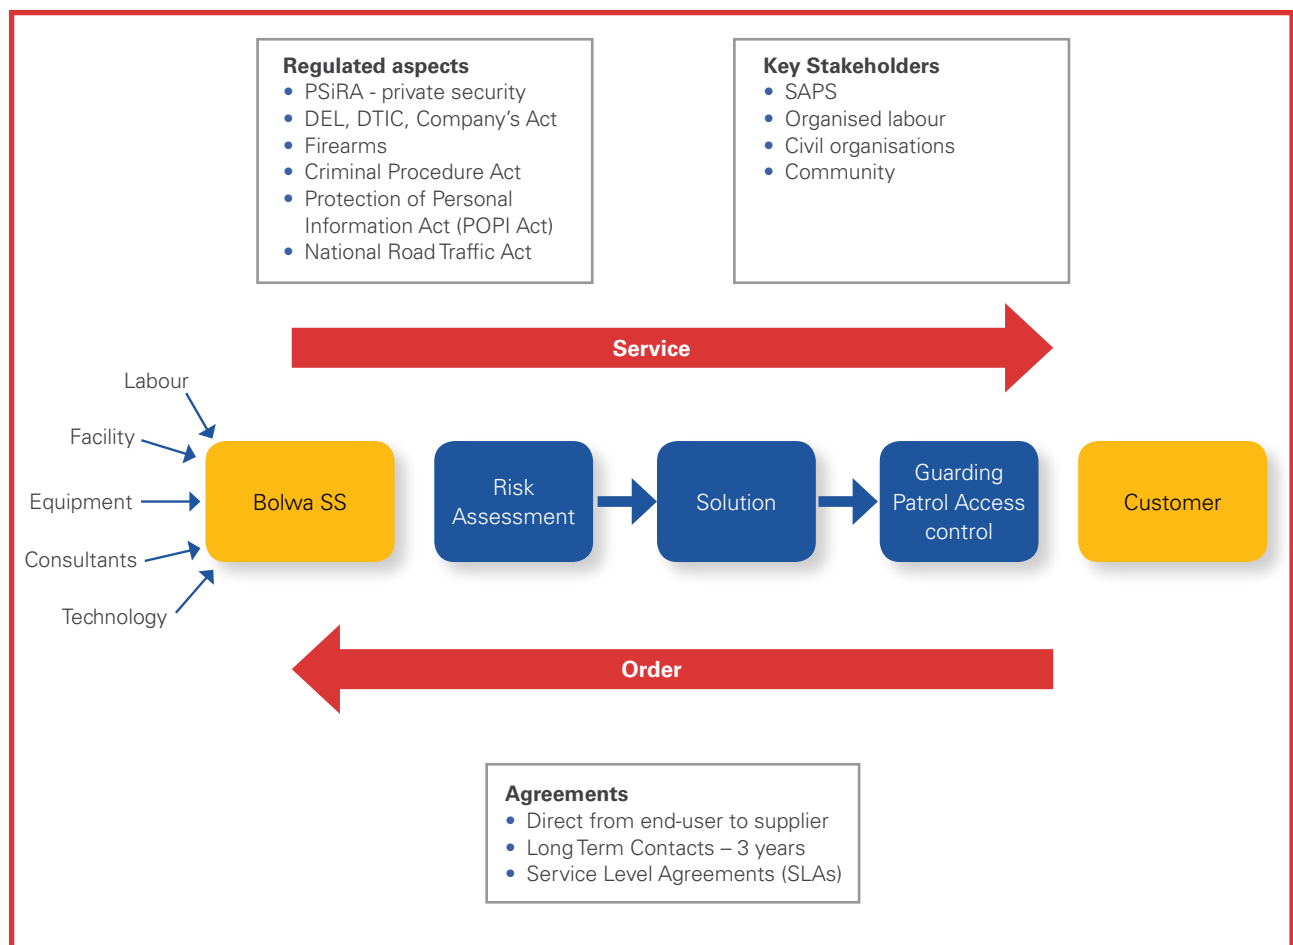 Regulated aspects
• PSiRA - private security
• DEL, DTIC, Company's Act
• Firearms
• Criminal Procedure Act
• Protection of Personal
Information Act (POPI Act)
• National Road Traffic Act
Key Stakeholders
• SAPS
• Organised labour
• Civil organisations
• Community
Service
Labour
Facility
Equipment
Consultants
Technology
Bolwa SS
Risk
Assessment
Solution
Guarding
Patrol Access
control
Customer
Order
Agreements
• Direct from end-user to supplier
• Long Term Contacts – 3 years
• Service Level Agreements (SLAs)